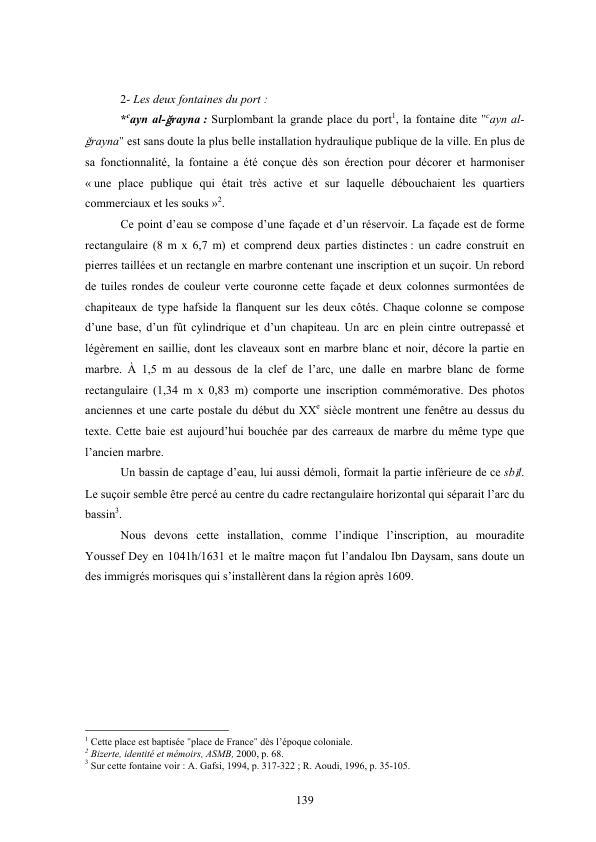 2- Les deux fontaines du port :
*ᶜayn al-ğrayna : Surplombant la grande place du port¹, la fontaine dite "ᶜayn al-
ğrayna" est sans doute la plus belle installation hydraulique publique de la ville. En plus de
sa fonctionnalité, la fontaine a été conçue dès son érection pour décorer et harmoniser
« une place publique qui était très active et sur laquelle débouchaient les quartiers
commerciaux et les souks »².
Ce point d’eau se compose d’une façade et d’un réservoir. La façade est de forme
rectangulaire (8 m x 6,7 m) et comprend deux parties distinctes : un cadre construit en
pierres taillées et un rectangle en marbre contenant une inscription et un suçoir. Un rebord
de tuiles rondes de couleur verte couronne cette façade et deux colonnes surmontées de
chapiteaux de type hafside la flanquent sur les deux côtés. Chaque colonne se compose
d’une base, d’un fût cylindrique et d’un chapiteau. Un arc en plein cintre outrepassé et
légèrement en saillie, dont les claveaux sont en marbre blanc et noir, décore la partie en
marbre. À 1,5 m au dessous de la clef de l’arc, une dalle en marbre blanc de forme
rectangulaire (1,34 m x 0,83 m) comporte une inscription commémorative. Des photos
anciennes et une carte postale du début du XXᵉ siècle montrent une fenêtre au dessus du
texte. Cette baie est aujourd’hui bouchée par des carreaux de marbre du même type que
l’ancien marbre.
Un bassin de captage d’eau, lui aussi démoli, formait la partie inférieure de ce
Le suçoir semble être percé au centre du cadre rectangulaire horizontal qui séparait l’arc du
bassin³.
Nous devons cette installation, comme l’indique l’inscription, au mouradite
Youssef Dey en 1041h/1631 et le maître maçon fut l’andalou Ibn Daysam, sans doute un
des immigrés morisques qui s’installèrent dans la région après 1609.
¹ Cette place est baptisée "place de France" dès l’époque coloniale.
² Bizerte, identité et mémoirs, ASMB, 2000, p. 68.
³ Sur cette fontaine voir : A. Gafsi, 1994, p. 317-322 ; R. Aoudi, 1996, p. 35-105.
139